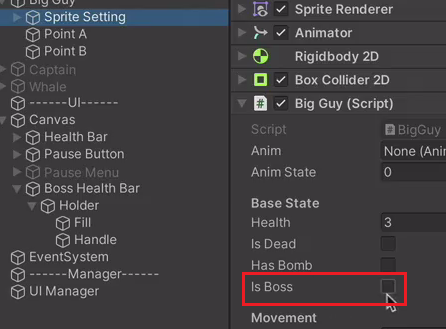 Big Guy
Sprite Setting
Point A
Point B
Captain
Whale
------UI------
Canvas
Health Bar
Pause Button
Pause Menu
Boss Health Bar
Holder
Fill
Handle
EventSystem
------Manager------
UI Manager
Sprite Renderer
Animator
Rigidbody 2D
Box Collider 2D
# Big Guy (Script)
Script # BigGuy
Anim None (Ani
Anim State 0
Base State
Health 3
Is Dead
Has Bomb
Is Boss
Movement